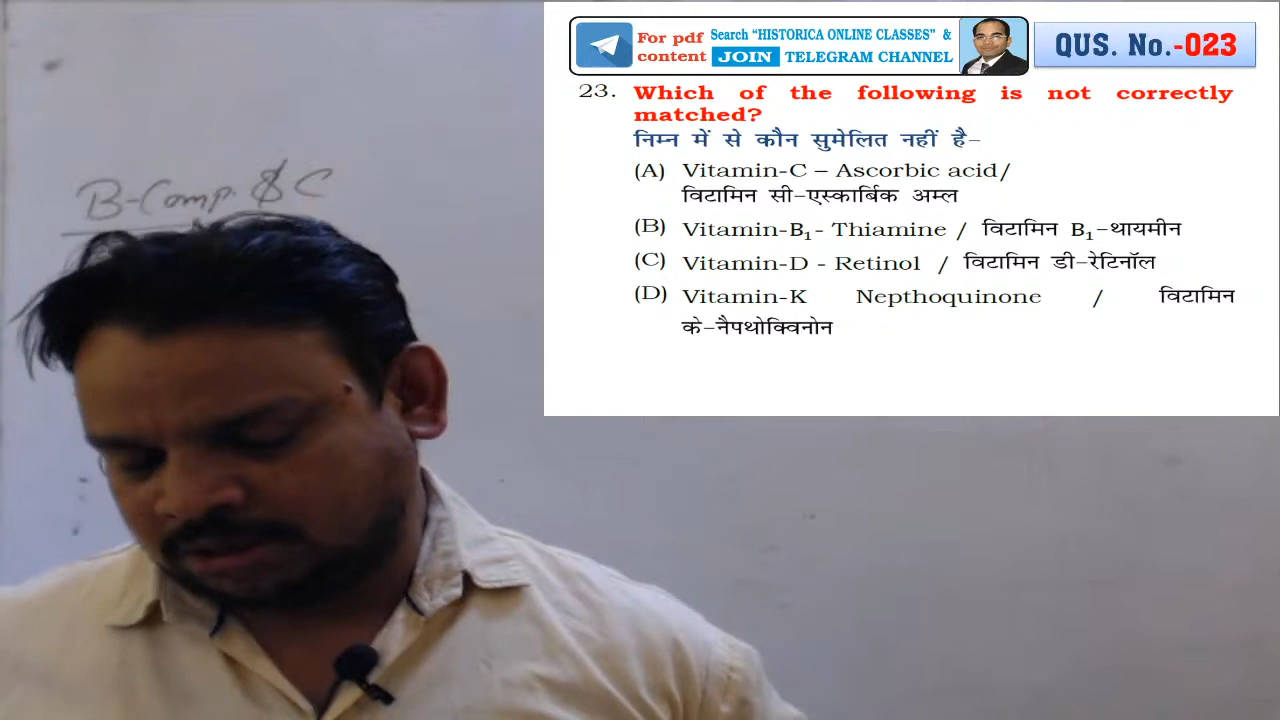 B-Comp. & C
For pdf content
Search "HISTORICA ONLINE CLASSES" &
JOIN TELEGRAM CHANNEL
QUS. No.-023
23. Which of the following is not correctly
matched?
निम्न में से कौन सुमेलित नहीं है-
(A) Vitamin-C – Ascorbic acid/
विटामिन सी-एस्कार्बिक अम्ल
(B) Vitamin-B₁- Thiamine / विटामिन B₁-थायमीन
(C) Vitamin-D - Retinol / विटामिन डी-रेटिनॉल
(D) Vitamin-K Nepthoquinone / विटामिन
के-नैपथोक्विनोन